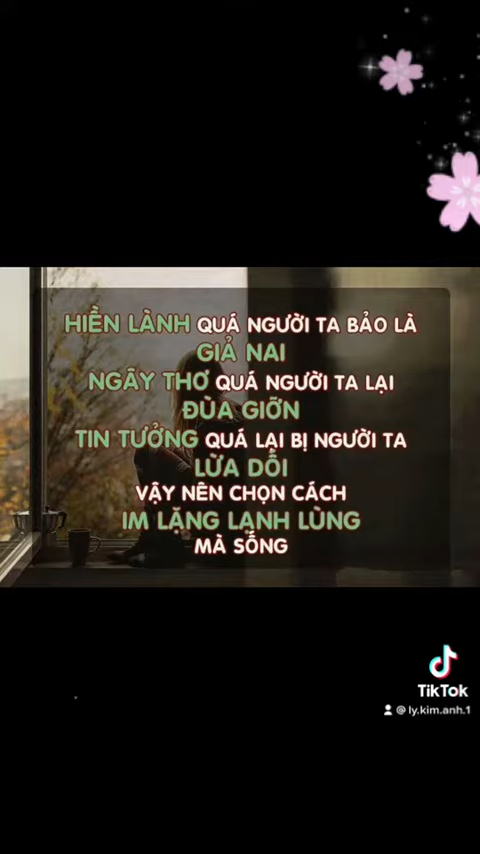 HIỀN LÀNH QUÁ NGƯỜI TA BẢO LÀ
GIẢ NAI
NGÂY THƠ QUÁ NGƯỜI TA LẠI
ĐÙA GIỠN
TIN TƯỞNG QUÁ LẠI BỊ NGƯỜI TA
LỪA DỐI
VẬY NÊN CHỌN CÁCH
IM LẶNG LẠNH LÙNG
MÀ SỐNG
TikTok
@ ly.kim.anh.1